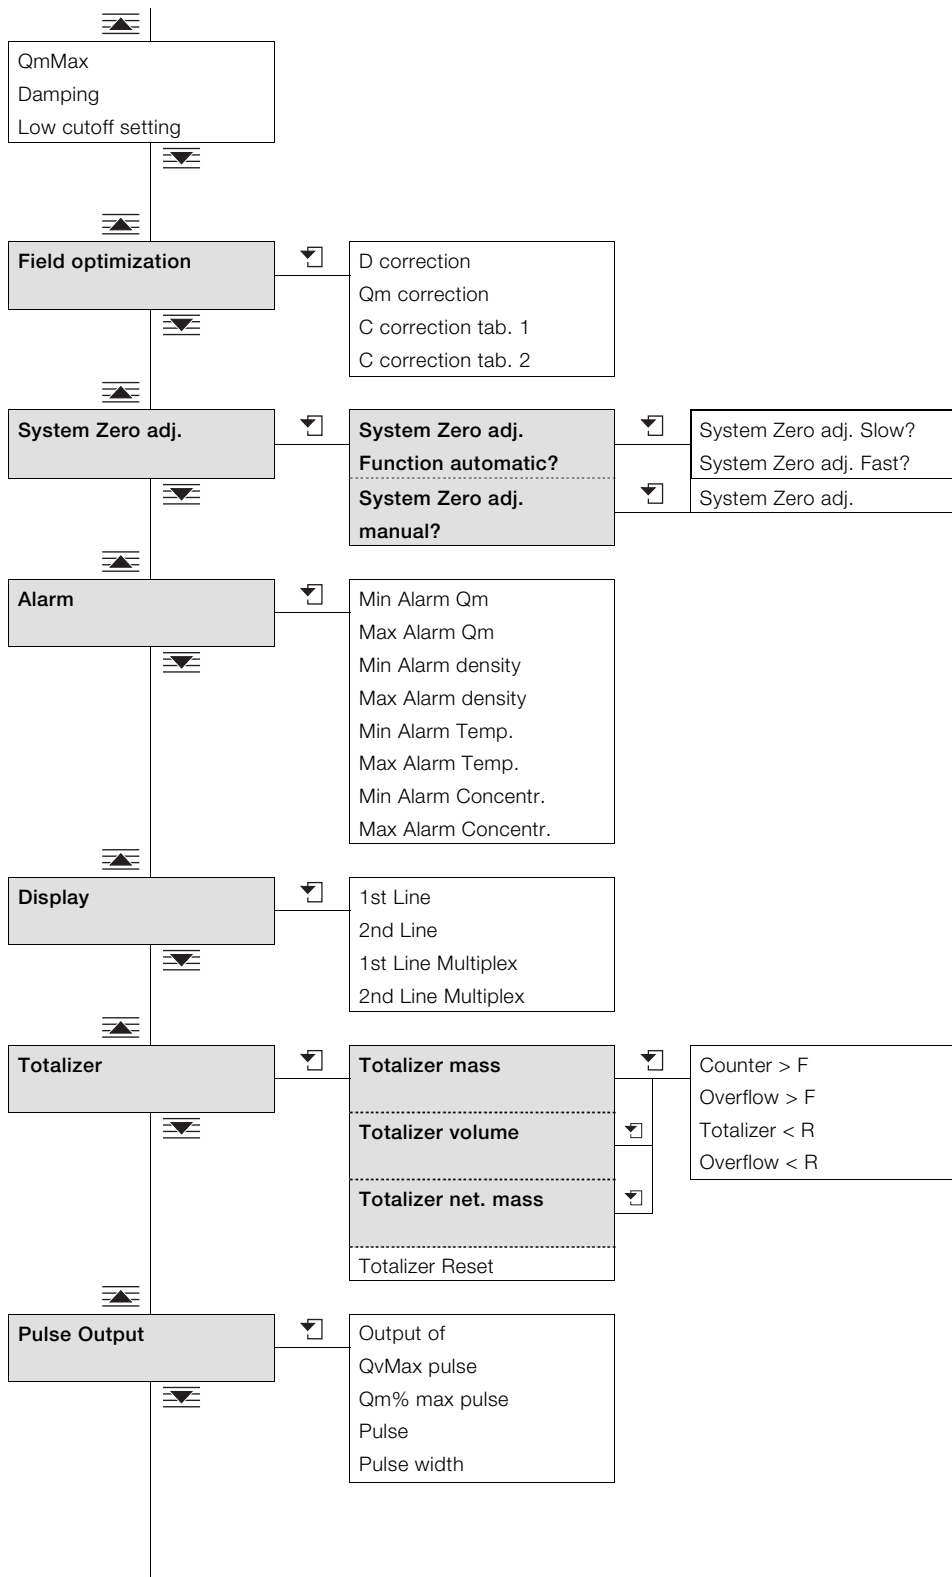 QmMax
Damping
Low cutoff setting
Field optimization
D correction
Qm correction
C correction tab. 1
C correction tab. 2
System Zero adj.
System Zero adj.
Function automatic?
System Zero adj. Slow?
System Zero adj. Fast?
System Zero adj.
manual?
System Zero adj.
Alarm
Min Alarm Qm
Max Alarm Qm
Min Alarm density
Max Alarm density
Min Alarm Temp.
Max Alarm Temp.
Min Alarm Concentr.
Max Alarm Concentr.
Display
1st Line
2nd Line
1st Line Multiplex
2nd Line Multiplex
Totalizer
Totalizer mass
Totalizer volume
Totalizer net. mass
Totalizer Reset
Counter > F
Overflow > F
Totalizer < R
Overflow < R
Pulse Output
Output of
QvMax pulse
Qm% max pulse
Pulse
Pulse width